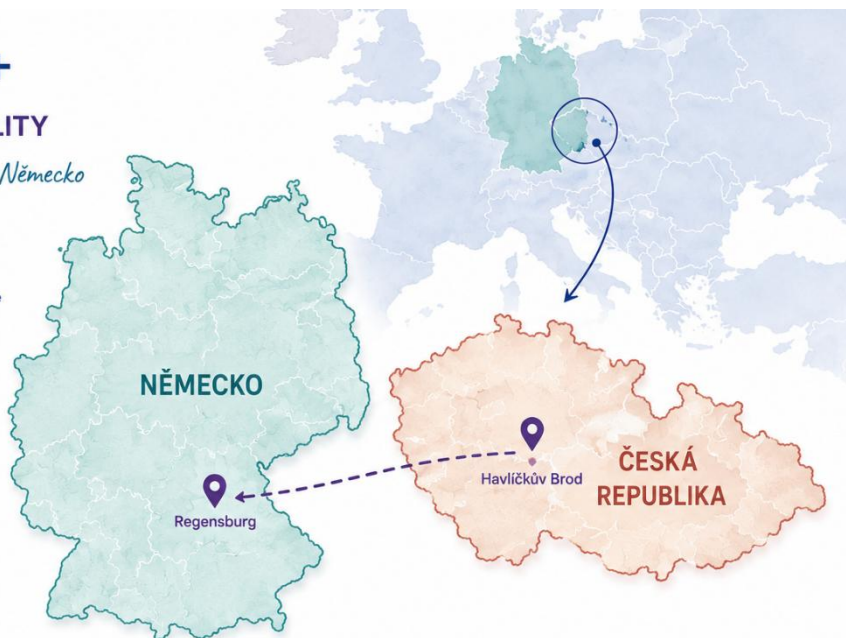 +
LITY
Německo
NĚMECKO
Regensburg
Havlíčkův Brod
ČESKÁ
REPUBLIKA